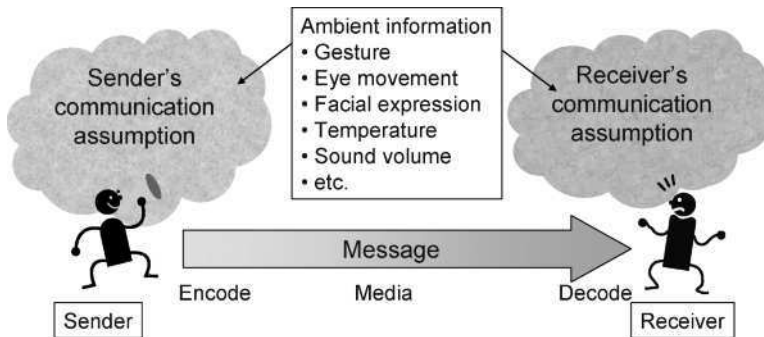 Ambient information
• Gesture
• Eye movement
• Facial expression
• Temperature
• Sound volume
• etc.
Sender's
communication
assumption
Receiver's
communication
assumption
Message
Encode
Media
Decode
Sender
Receiver